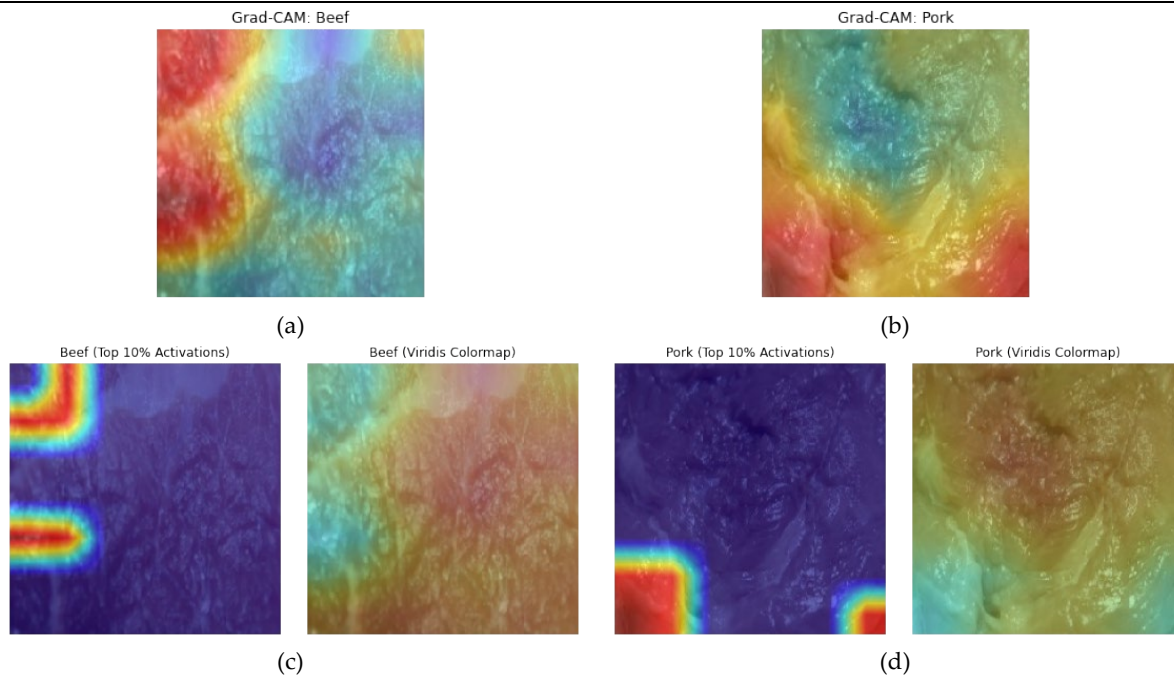 Grad-CAM: Beef
Grad-CAM: Pork
(a)
(b)
Beef (Top 10% Activations)
Beef (Viridis Colormap)
Pork (Top 10% Activations)
Pork (Viridis Colormap)
(c)
(d)